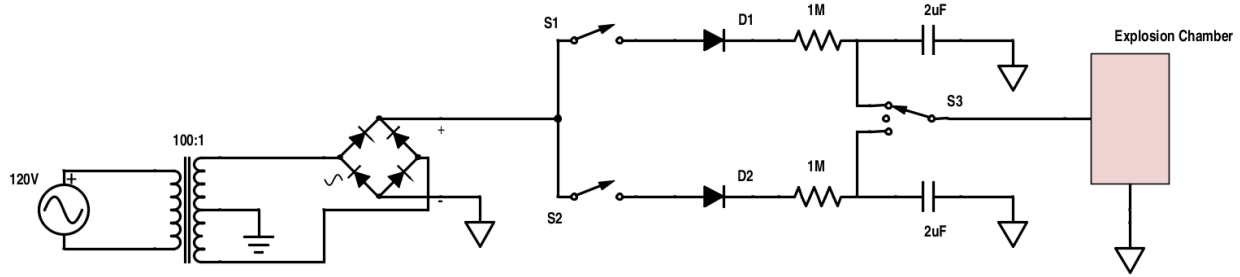 S1
D1
1M
2uF
Explosion Chamber
+
S3
100:1
120V
+
-
S2
D2
1M
2uF